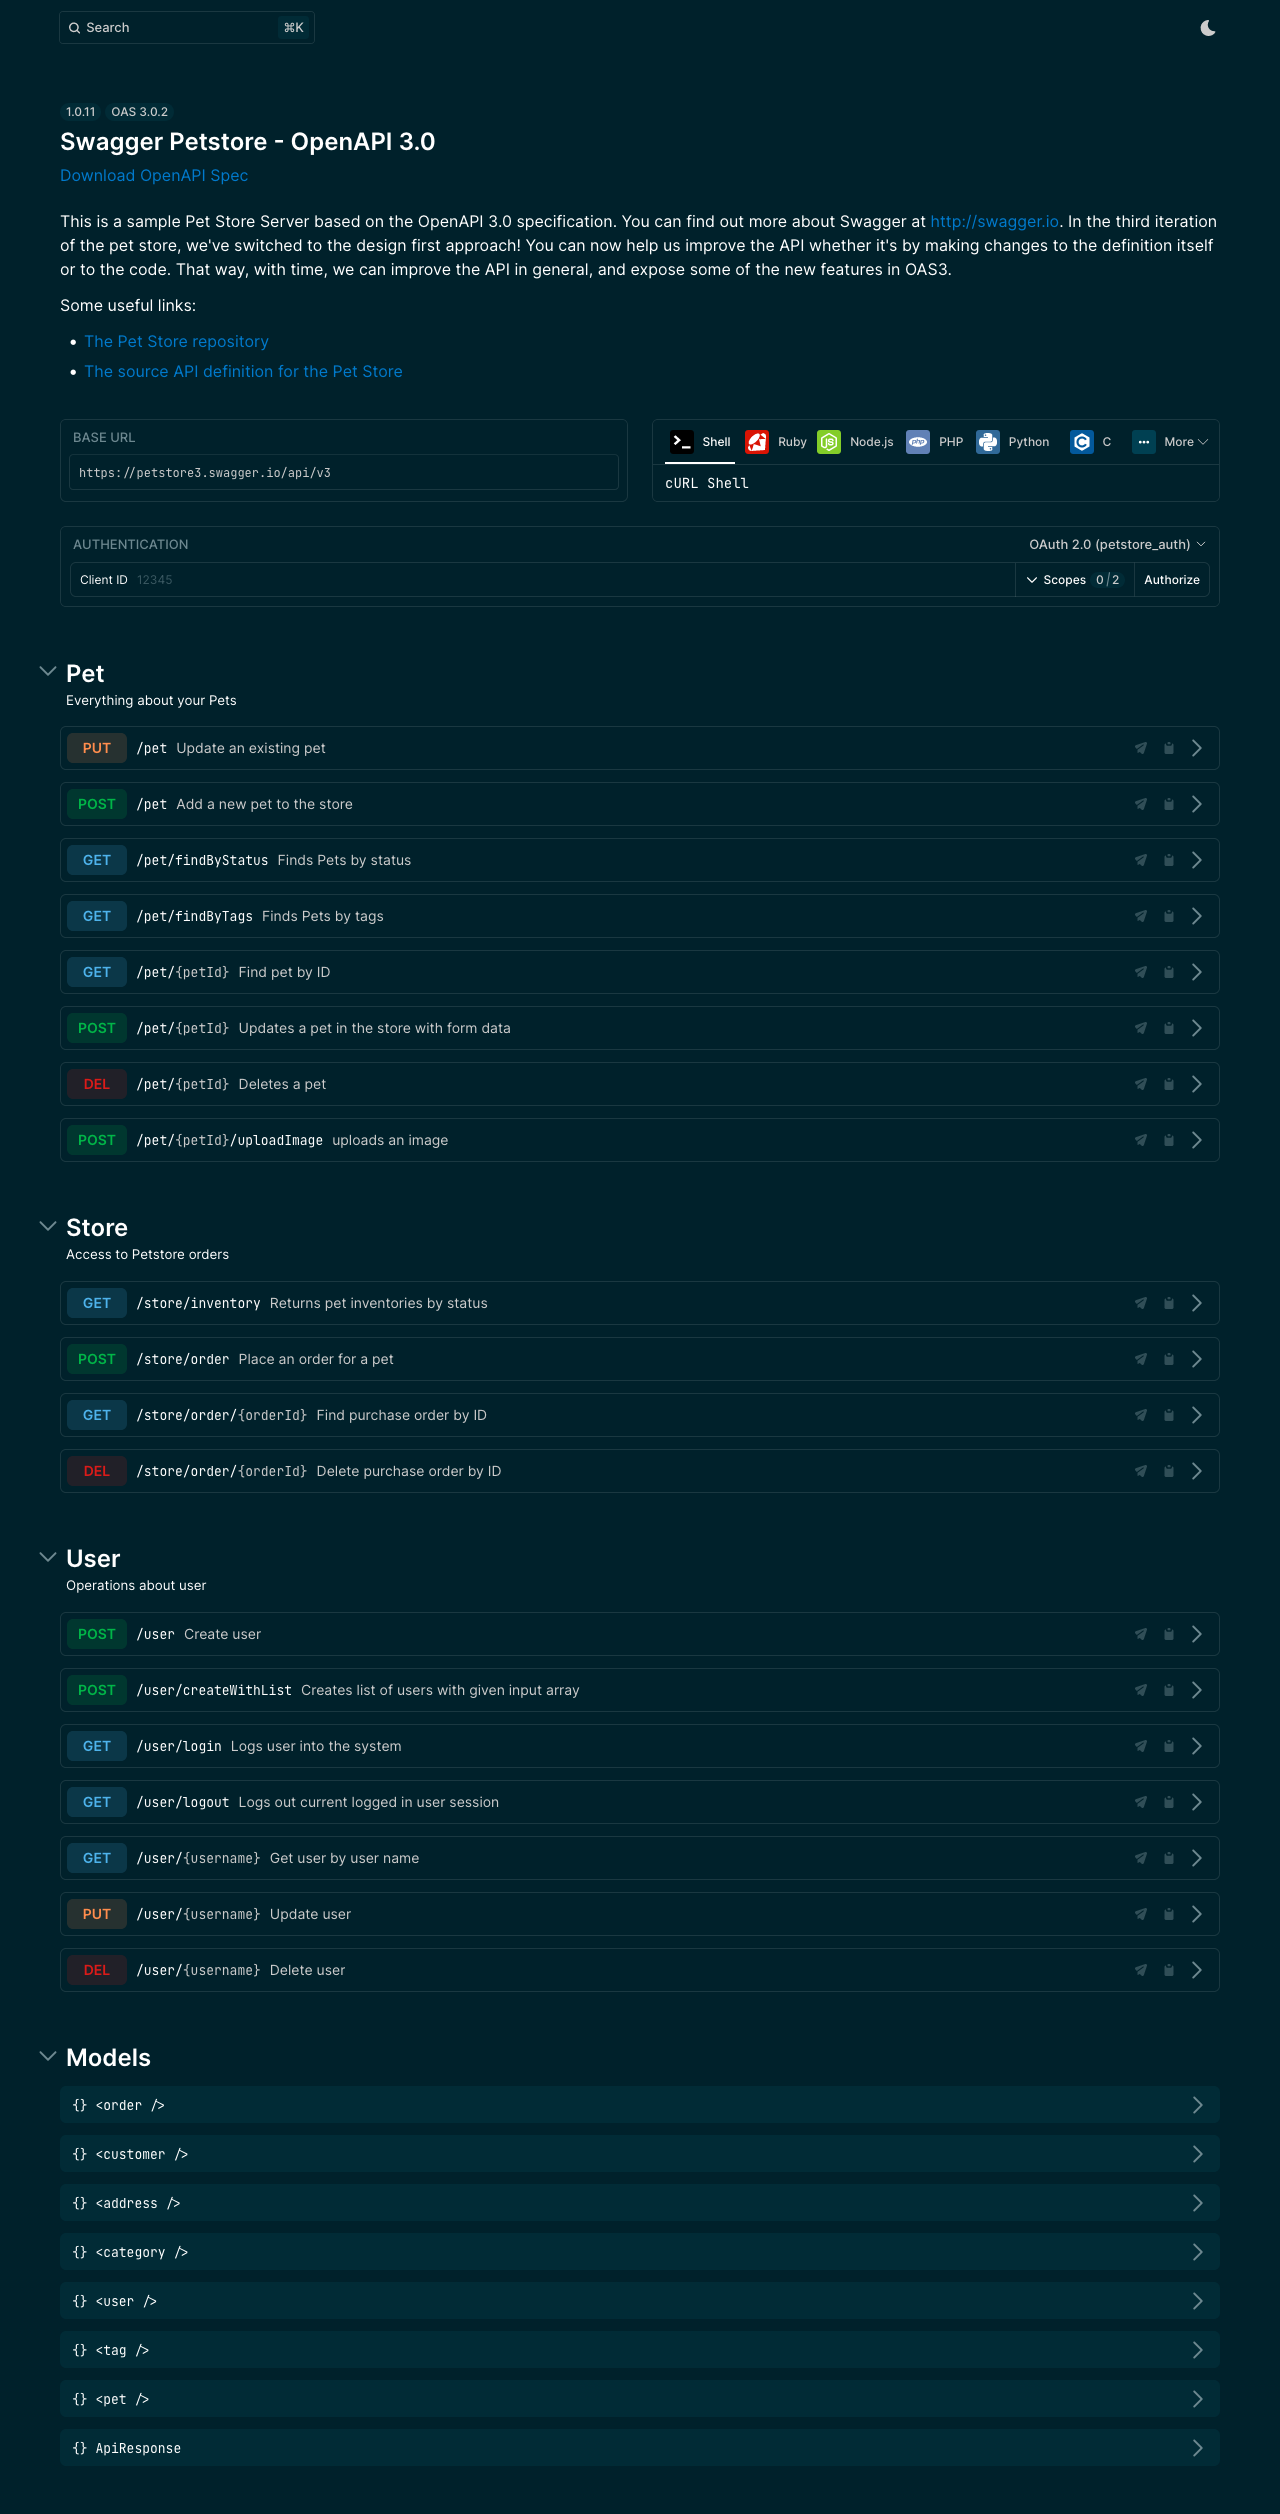 Search ⌘K
1.0.11 OAS 3.0.2
Swagger Petstore - OpenAPI 3.0
Download OpenAPI Spec
This is a sample Pet Store Server based on the OpenAPI 3.0 specification. You can find out more about Swagger at http://swagger.io. In the third iteration
of the pet store, we've switched to the design first approach! You can now help us improve the API whether it's by making changes to the definition itself
or to the code. That way, with time, we can improve the API in general, and expose some of the new features in OAS3.
Some useful links:
• The Pet Store repository
• The source API definition for the Pet Store
BASE URL
https://petstore3.swagger.io/api/v3
Shell Ruby Node.js PHP Python C More
cURL Shell
AUTHENTICATION OAuth 2.0 (petstore_auth)
Client ID 12345 Scopes 0/2 Authorize
Pet
Everything about your Pets
PUT /pet Update an existing pet
POST /pet Add a new pet to the store
GET /pet/findByStatus Finds Pets by status
GET /pet/findByTags Finds Pets by tags
GET /pet/{petId} Find pet by ID
POST /pet/{petId} Updates a pet in the store with form data
DEL /pet/{petId} Deletes a pet
POST /pet/{petId}/uploadImage uploads an image
Store
Access to Petstore orders
GET /store/inventory Returns pet inventories by status
POST /store/order Place an order for a pet
GET /store/order/{orderId} Find purchase order by ID
DEL /store/order/{orderId} Delete purchase order by ID
User
Operations about user
POST /user Create user
POST /user/createWithList Creates list of users with given input array
GET /user/login Logs user into the system
GET /user/logout Logs out current logged in user session
GET /user/{username} Get user by user name
PUT /user/{username} Update user
DEL /user/{username} Delete user
Models
{} <order />
{} <customer />
{} <address />
{} <category />
{} <user />
{} <tag />
{} <pet />
{} ApiResponse